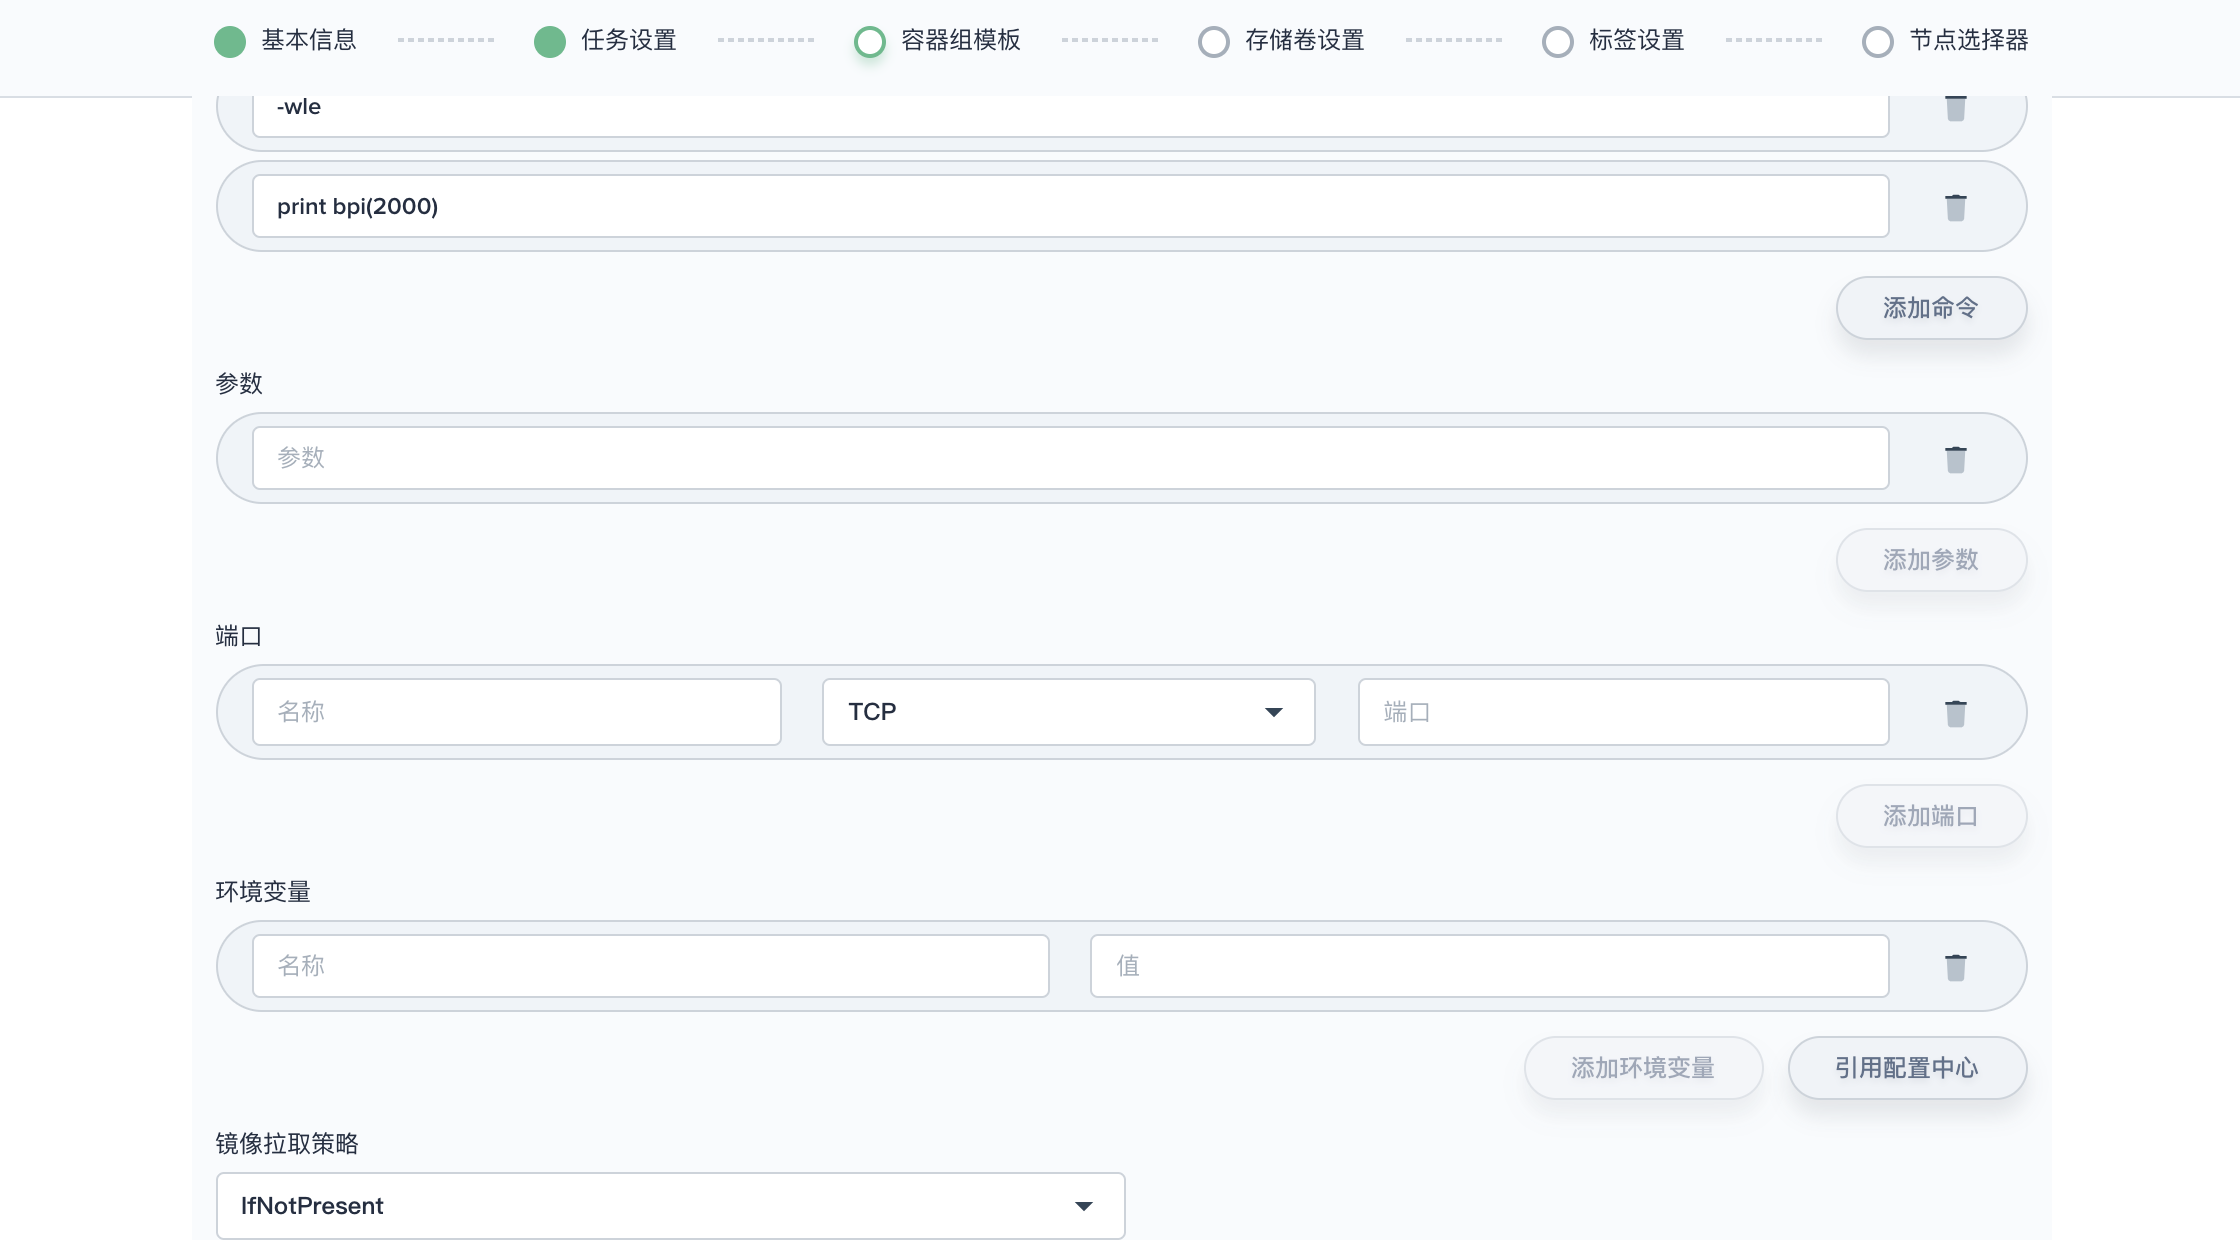 基本信息 任务设置 容器组模板 存储卷设置 标签设置 节点选择器
-wle
print bpi(2000)
添加命令
参数
参数
添加参数
端口
名称 TCP 端口
添加端口
环境变量
名称 值
添加环境变量 引用配置中心
镜像拉取策略
IfNotPresent